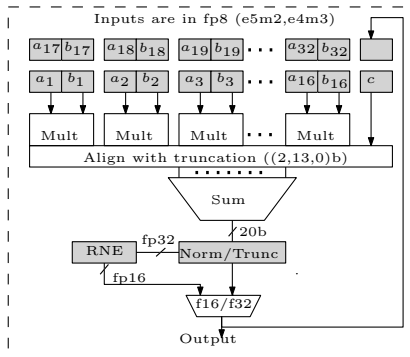 Inputs are in fp8 (e5m2,e4m3)
a17 b17 a18 b18 a19 b19 ... a32 b32
a1 b1 a2 b2 a3 b3 ... a16 b16 c
Mult Mult Mult ... Mult
Align with truncation ((2,13,0)b)
.......
Sum
20b
RNE fp32 Norm/Trunc
fp16
f16/f32
Output